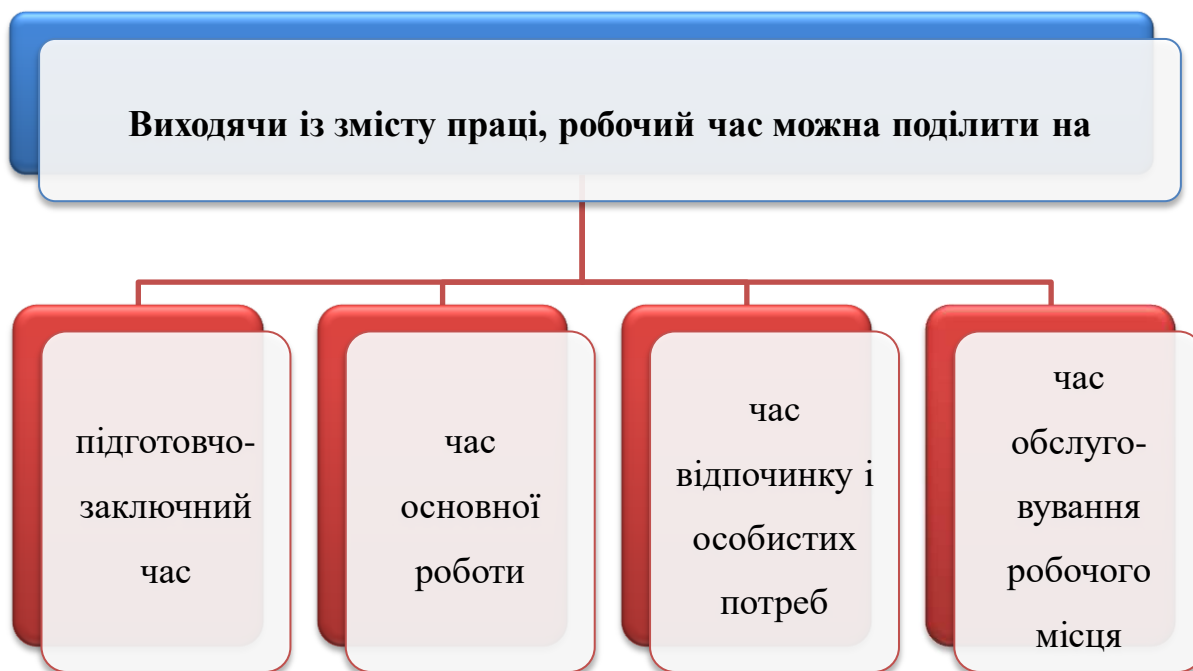 Виходячи із змісту праці, робочий час можна поділити на
підготовчо-
заключний
час
час
основної
роботи
час
відпочинку і
особистих
потреб
час
обслуго-
вування
робочого
місця